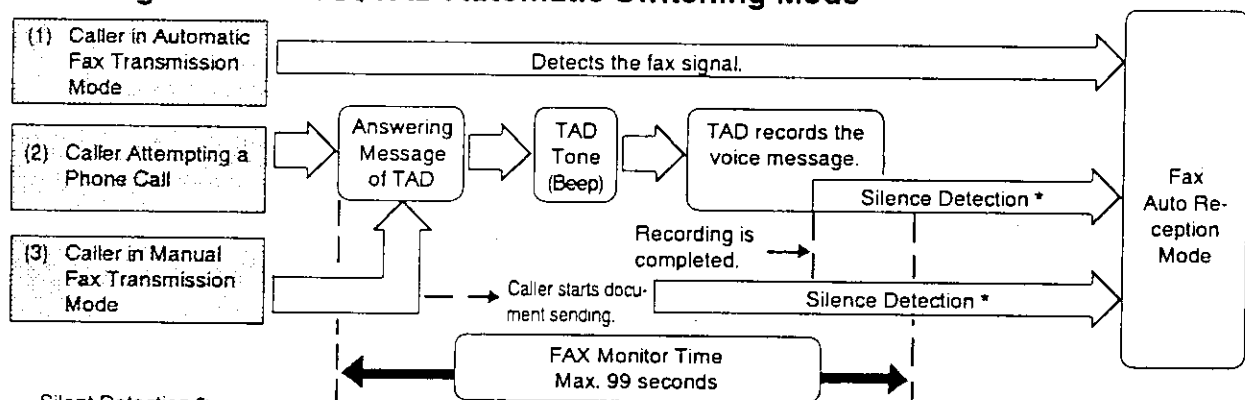 Automatic Switching Mode
(1) Caller in Automatic
Fax Transmission
Mode
Detects the fax signal.
(2) Caller Attempting a
Phone Call
Answering
Message
of TAD
TAD
Tone
(Beep)
TAD records the
voice message.
Silence Detection *
Fax
Auto Re-
ception
Mode
Recording is
completed.
(3) Caller in Manual
Fax Transmission
Mode
Caller starts docu-
ment sending.
Silence Detection *
FAX Monitor Time
Max. 99 seconds
Silent Detection